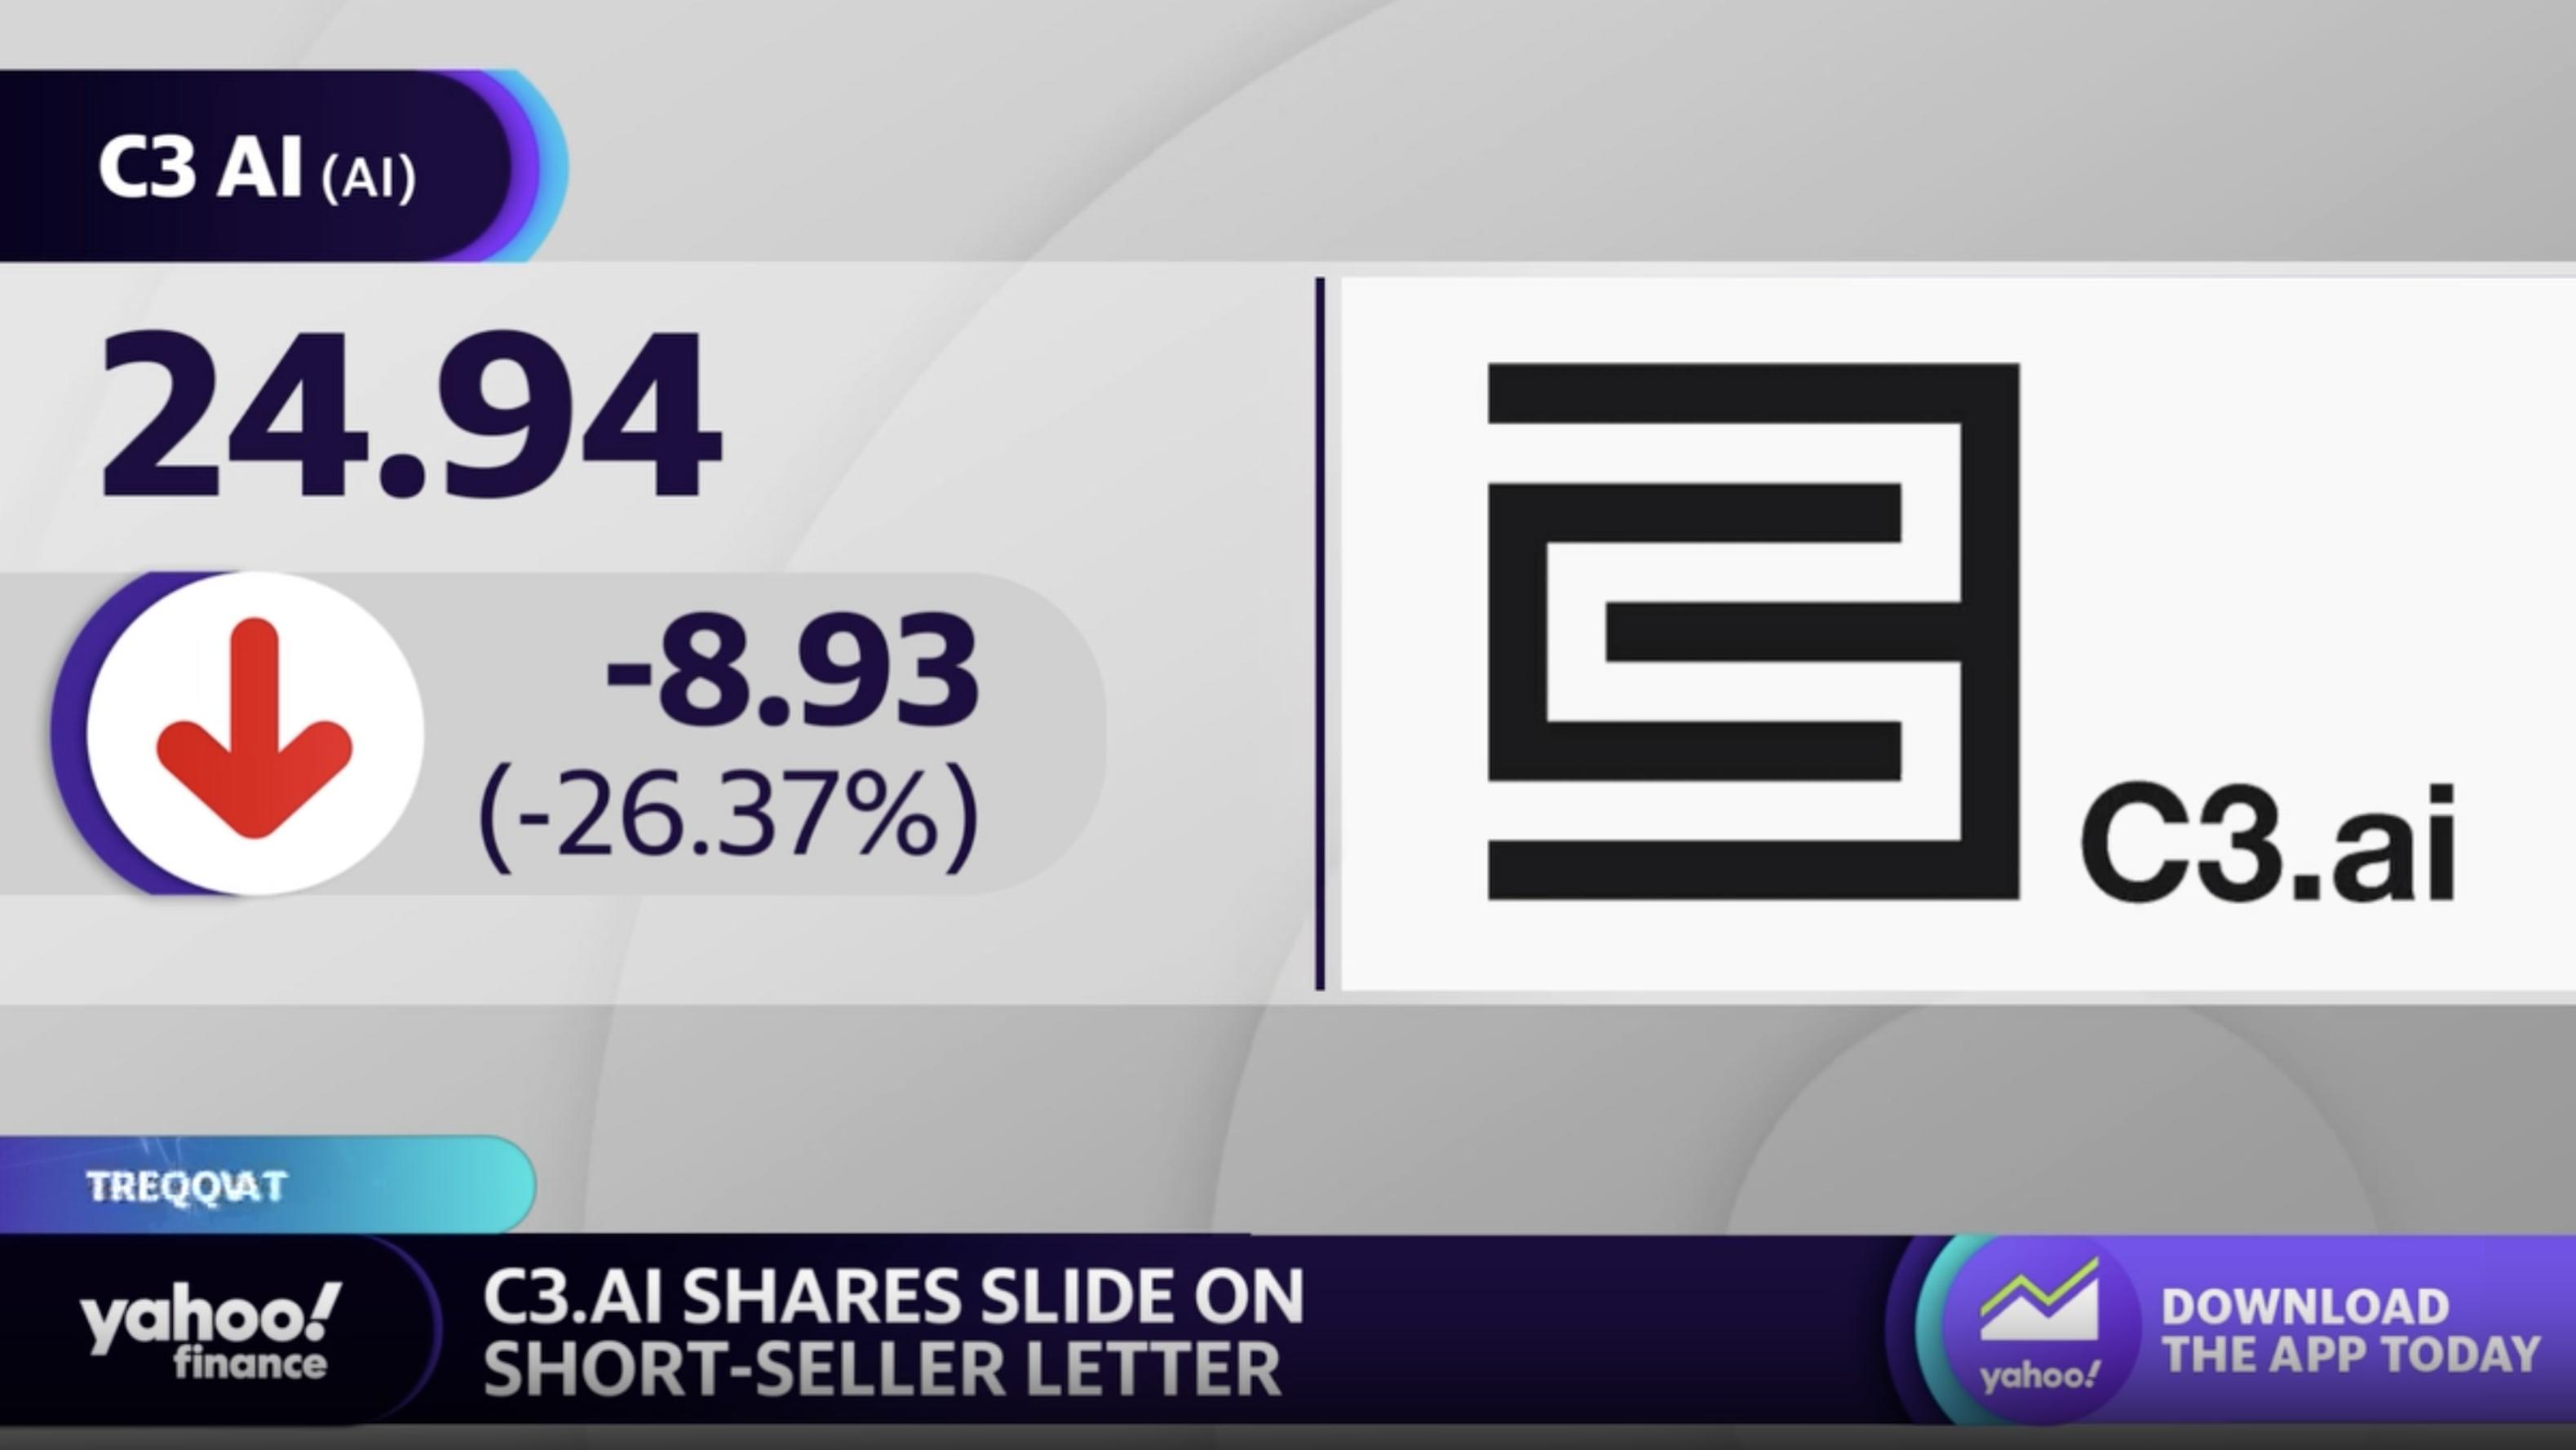 C3 AI (AI)
24.94
-8.93
(-26.37%)
C3.ai
yahoo!
finance
C3.AI SHARES SLIDE ON
SHORT-SELLER LETTER
yahoo!
DOWNLOAD
THE APP TODAY